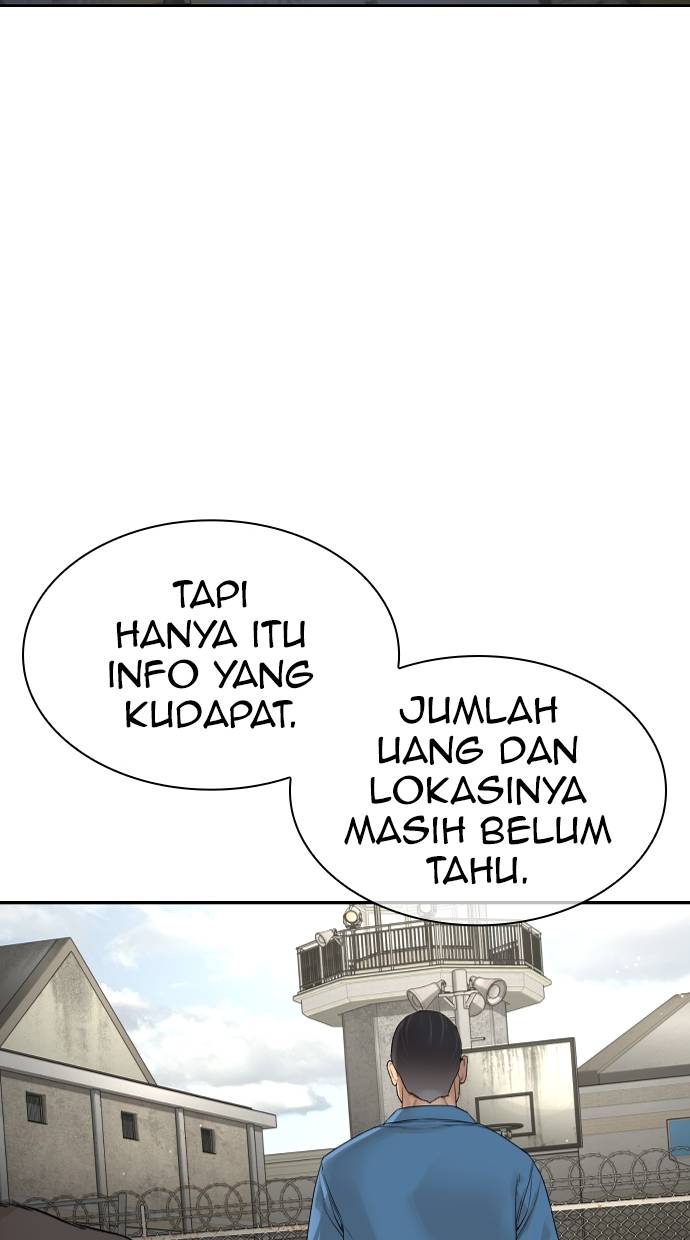 TAPI
HANYA ITU
INFO YANG
KUDAPAT.
JUMLAH
UANG DAN
LOKASINYA
MASIH BELUM
TAHU.